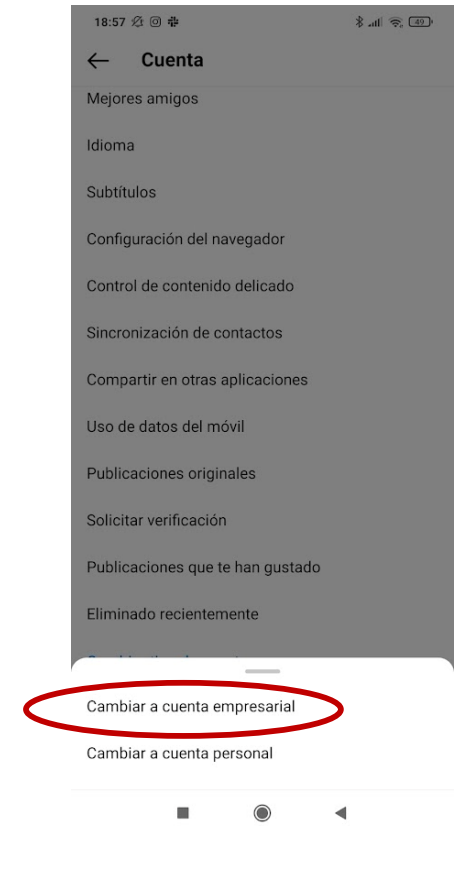 18:57
49
Cuenta
Mejores amigos
Idioma
Subtítulos
Configuración del navegador
Control de contenido delicado
Sincronización de contactos
Compartir en otras aplicaciones
Uso de datos del móvil
Publicaciones originales
Solicitar verificación
Publicaciones que te han gustado
Eliminado recientemente
Cambiar a cuenta empresarial
Cambiar a cuenta personal